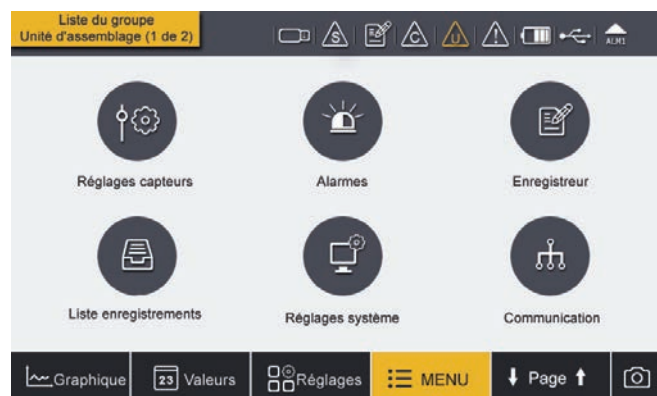 Liste du groupe
Unité d'assemblage (1 de 2)
S
C
U
ALM1
Réglages capteurs
Alarmes
Enregistreur
Liste enregistrements
Réglages système
Communication
Graphique
23 Valeurs
Réglages
MENU
Page